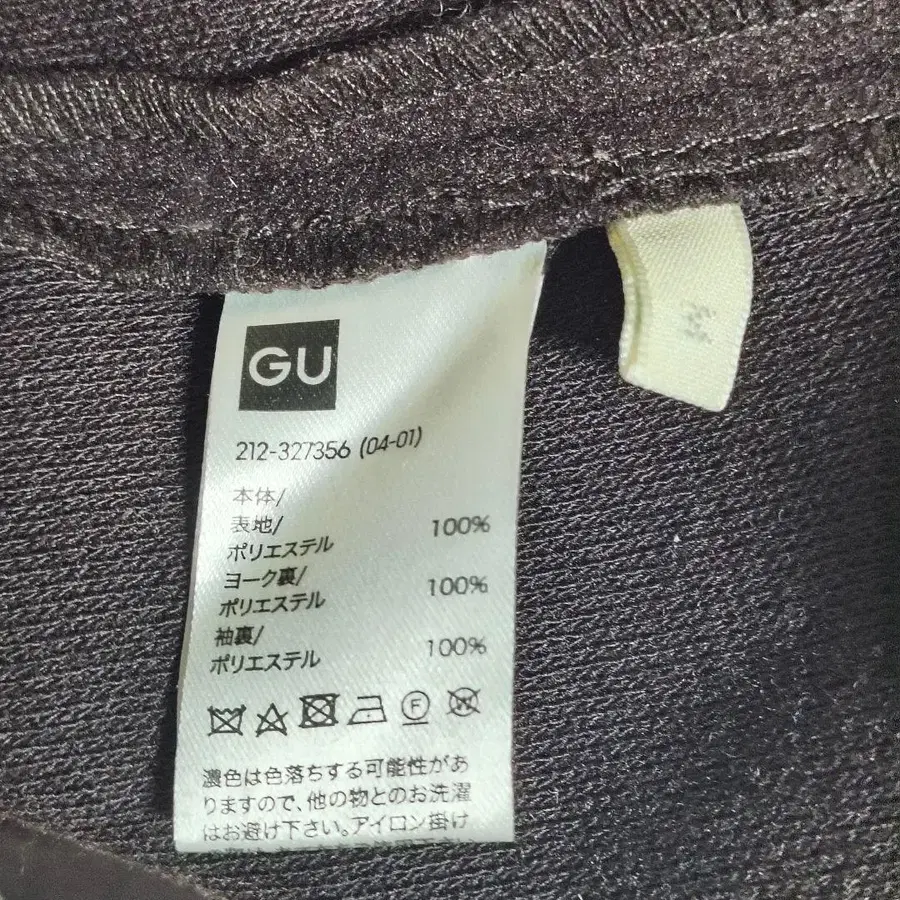 GU
M
212-327356 (04-01)
本体/
表地/
ポリエステル 100%
ヨーク裏/
ポリエステル 100%
袖裏/
ポリエステル 100%
F W
濃色は色落ちする可能性があ
りますので、他の物とのお洗濯
はお避け下さい。アイロン掛け